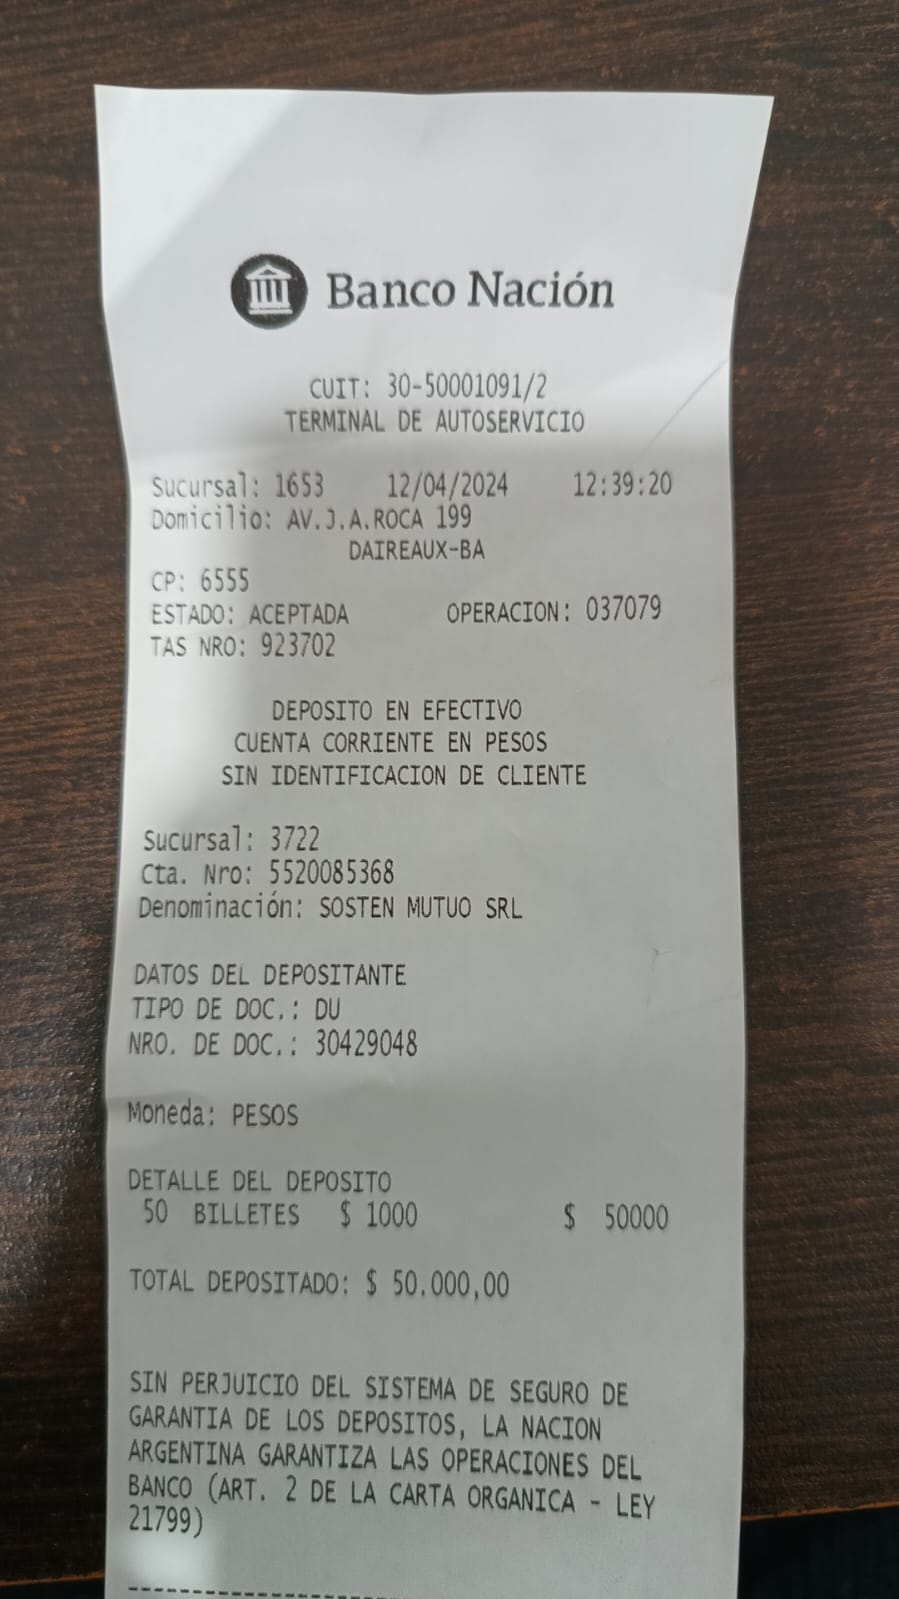 Banco Nación
CUIT: 30-50001091/2
TERMINAL DE AUTOSERVICIO
Sucursal: 1653 12/04/2024 12:39:20
Domicilio: AV.J.A.ROCA 199
DAIREAUX-BA
CP: 6555
ESTADO: ACEPTADA OPERACION: 037079
TAS NRO: 923702
DEPOSITO EN EFECTIVO
CUENTA CORRIENTE EN PESOS
SIN IDENTIFICACION DE CLIENTE
Sucursal: 3722
Cta. Nro: 5520085368
Denominación: SOSTEN MUTUO SRL
DATOS DEL DEPOSITANTE
TIPO DE DOC.: DU
NRO. DE DOC.: 30429048
Moneda: PESOS
DETALLE DEL DEPOSITO
50 BILLETES $ 1000 $ 50000
TOTAL DEPOSITADO: $ 50.000,00
SIN PERJUICIO DEL SISTEMA DE SEGURO DE
GARANTIA DE LOS DEPOSITOS, LA NACION
ARGENTINA GARANTIZA LAS OPERACIONES DEL
BANCO (ART. 2 DE LA CARTA ORGANICA - LEY
21799)